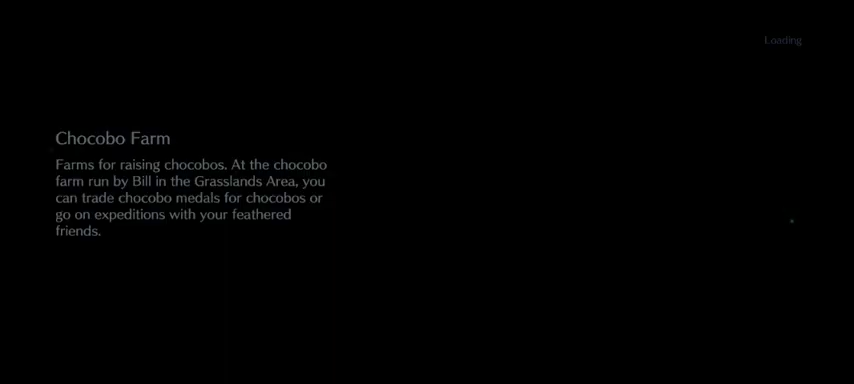 Loading
Chocobo Farm
Farms for raising chocobos. At the chocobo
farm run by Bill in the Grasslands Area, you
can trade chocobo medals for chocobos or
go on expeditions with your feathered
friends.